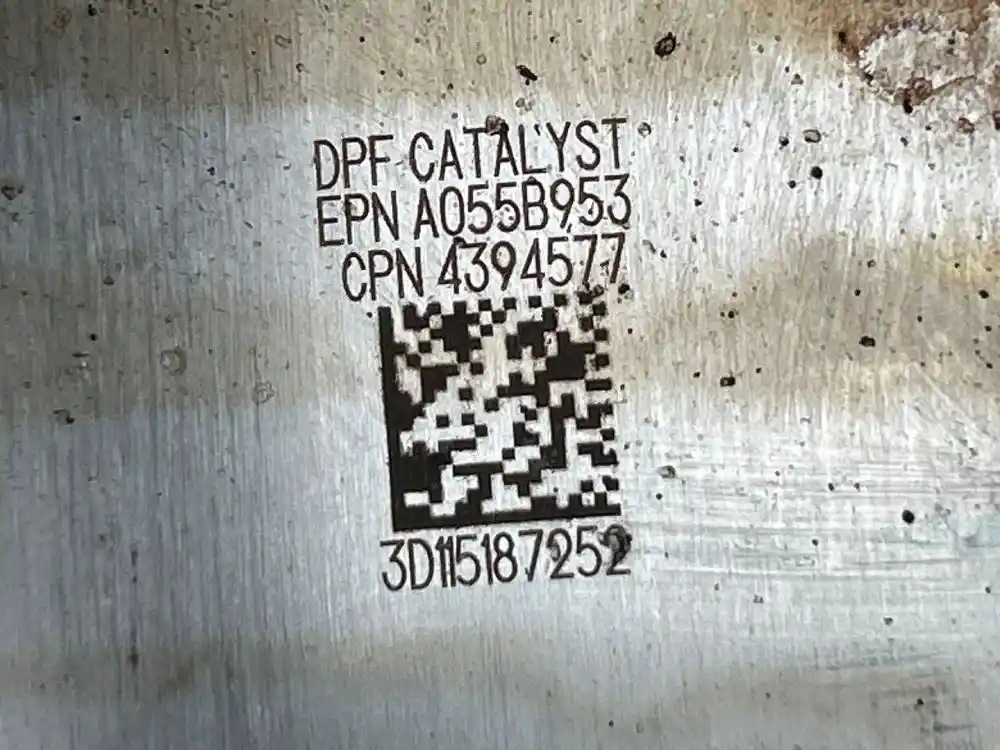 DPF CATALYST
EPN A055B953
CPN 4394577
3D115187252